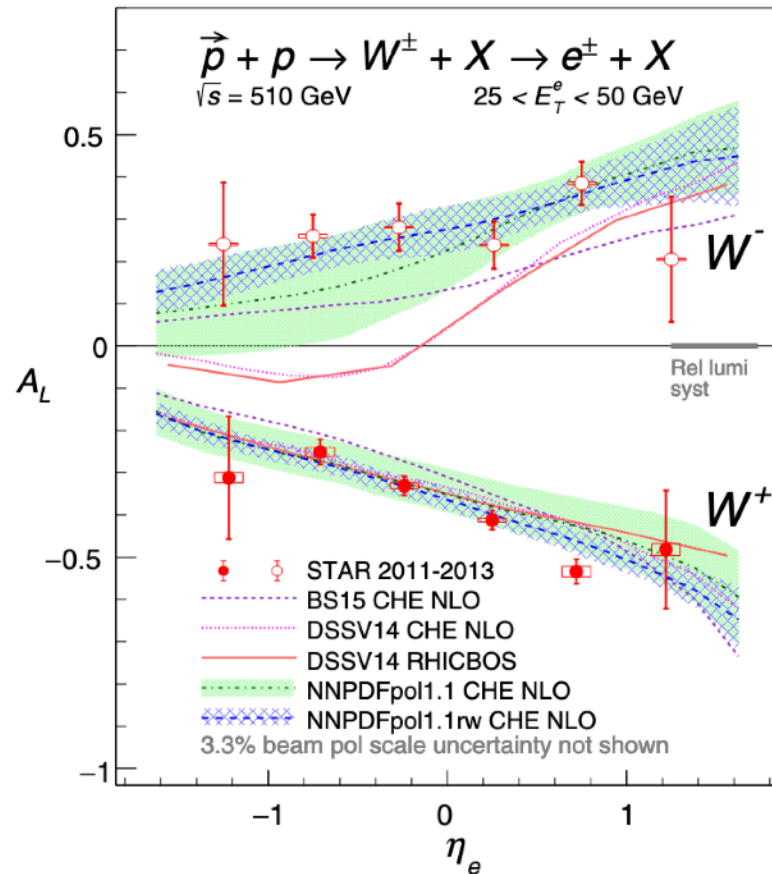 p⃗ + p → W± + X → e± + X
√s = 510 GeV 25 < E_T^e < 50 GeV
0.5
W⁻
0
Rel lumi
syst
A_L
W⁺
−0.5
STAR 2011-2013
BS15 CHE NLO
DSSV14 CHE NLO
DSSV14 RHICBOS
NNPDFpol1.1 CHE NLO
NNPDFpol1.1rw CHE NLO
3.3% beam pol scale uncertainty not shown
−1
−1 0 1
η_e